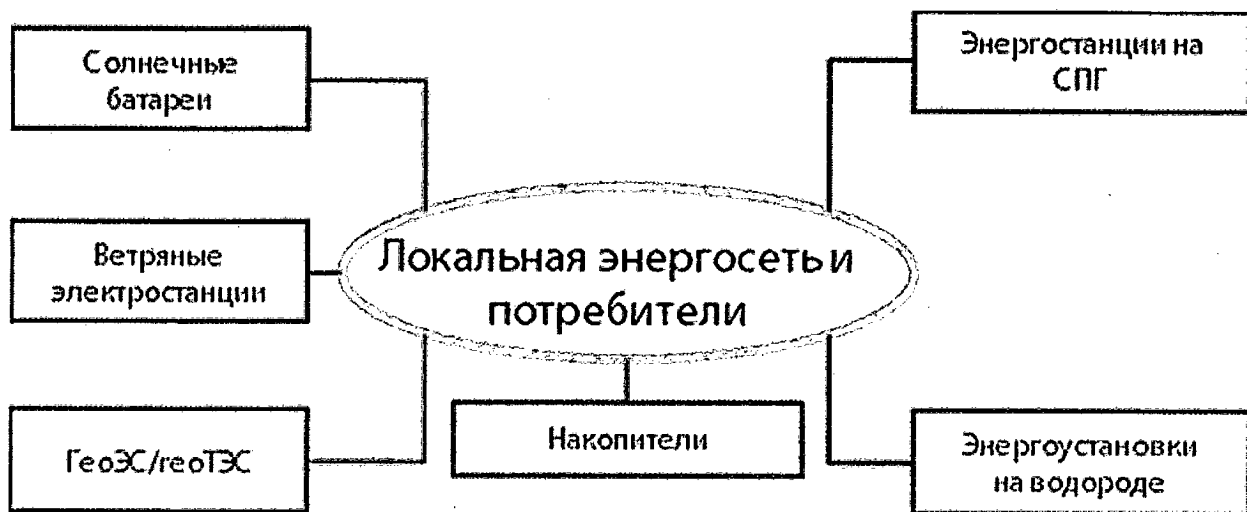 Солнечные
батареи
Энергостанции на
СПГ
Ветряные
электростанции
Локальная энергосеть и
потребители
ГеоЭС/геоТЭС
Накопители
Энергоустановки
на водороде